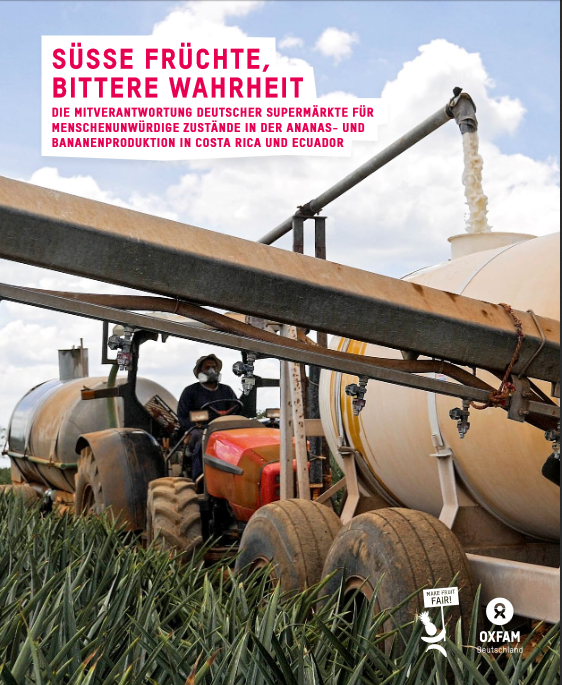 SÜSSE FRÜCHTE,
BITTERE WAHRHEIT
DIE MITVERANTWORTUNG DEUTSCHER SUPERMÄRKTE FÜR
MENSCHENUNWÜRDIGE ZUSTÄNDE IN DER ANANAS- UND
BANANENPRODUKTION IN COSTA RICA UND ECUADOR
MAKE FRUIT
FAIR!
OXFAM
Deutschland